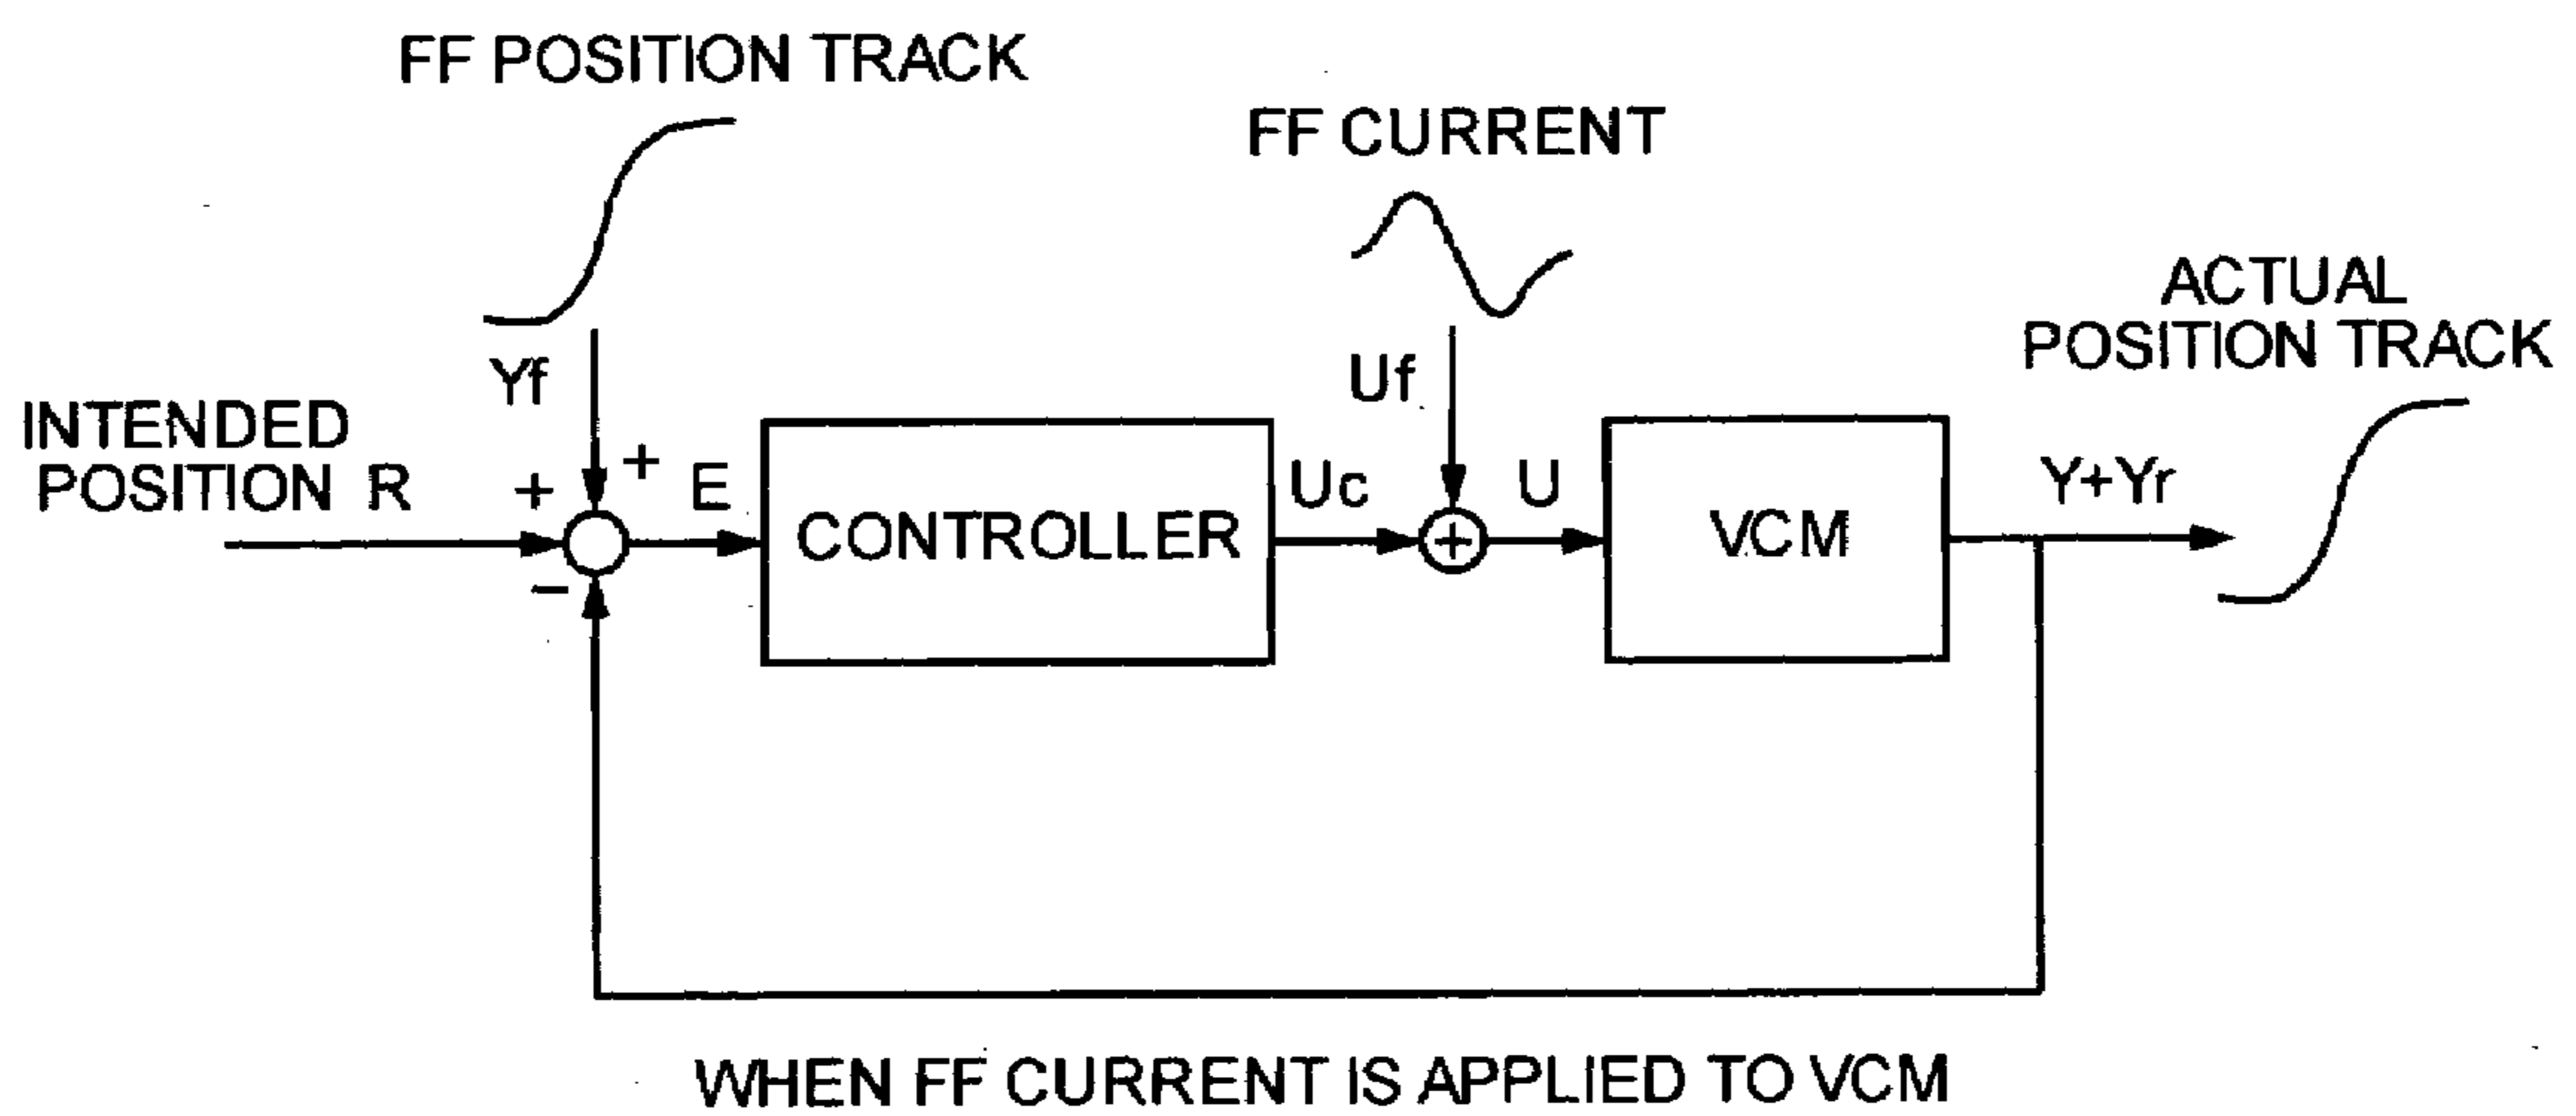 FF POSITION TRACK
FF CURRENT
ACTUAL
POSITION TRACK
Yf
Uf
INTENDED
POSITION R
+
+
E
CONTROLLER
Uc
+
U
VCM
Y+Yr
−
WHEN FF CURRENT IS APPLIED TO VCM